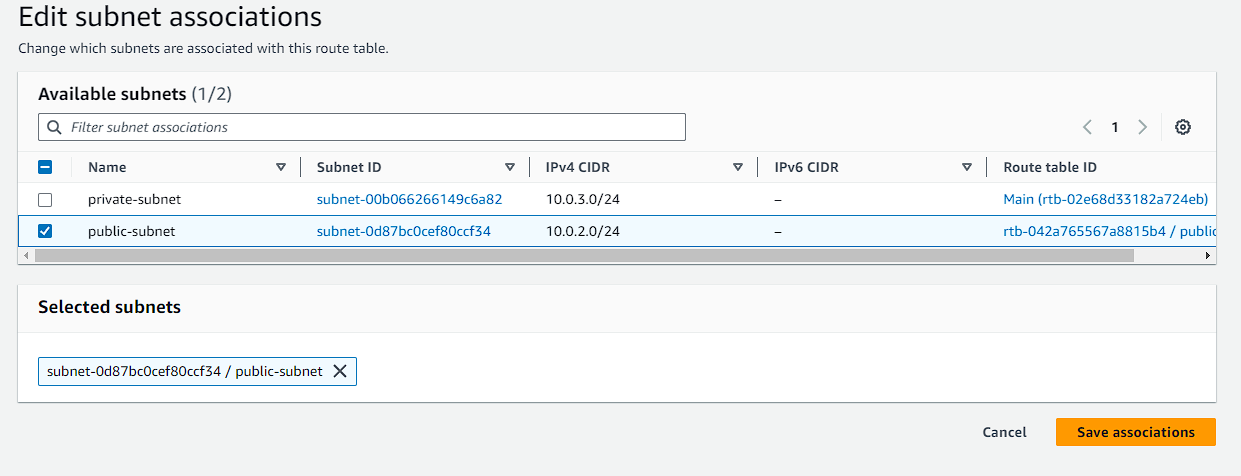 Edit subnet associations
Change which subnets are associated with this route table.
Available subnets (1/2)
Filter subnet associations
1
Name Subnet ID IPv4 CIDR IPv6 CIDR Route table ID
private-subnet subnet-00b066266149c6a82 10.0.3.0/24 – Main (rtb-02e68d33182a724eb)
public-subnet subnet-0d87bc0cef80ccf34 10.0.2.0/24 – rtb-042a765567a8815b4 / public
Selected subnets
subnet-0d87bc0cef80ccf34 / public-subnet
Cancel Save associations